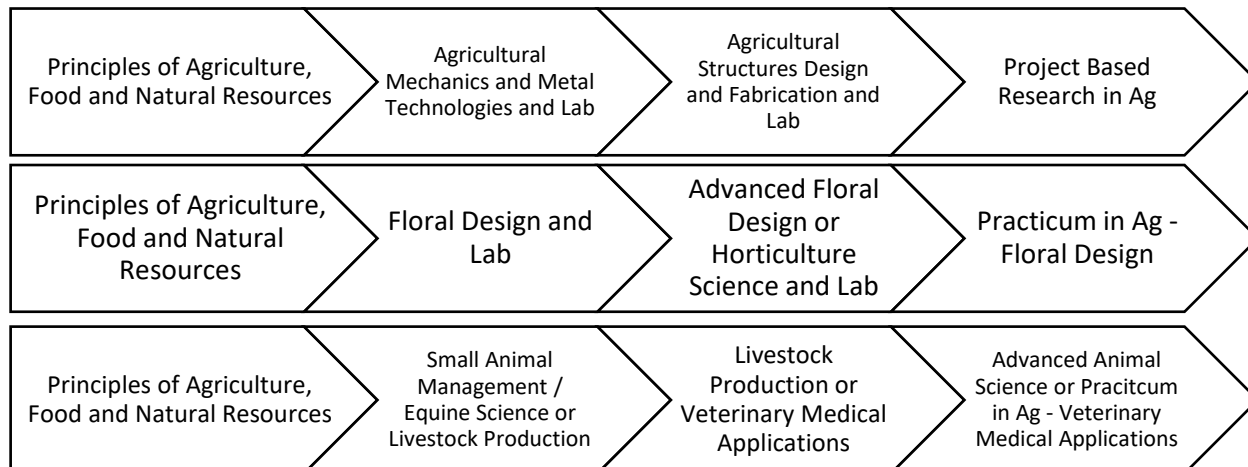 Principles of Agriculture,
Food and Natural Resources
Agricultural
Mechanics and Metal
Technologies and Lab
Agricultural
Structures Design
and Fabrication and
Lab
Project Based
Research in Ag
Principles of Agriculture,
Food and Natural
Resources
Floral Design and
Lab
Advanced Floral
Design or
Horticulture
Science and Lab
Practicum in Ag -
Floral Design
Principles of Agriculture,
Food and Natural Resources
Small Animal
Management /
Equine Science or
Livestock Production
Livestock
Production or
Veterinary Medical
Applications
Advanced Animal
Science or Pracitcum
in Ag - Veterinary
Medical Applications